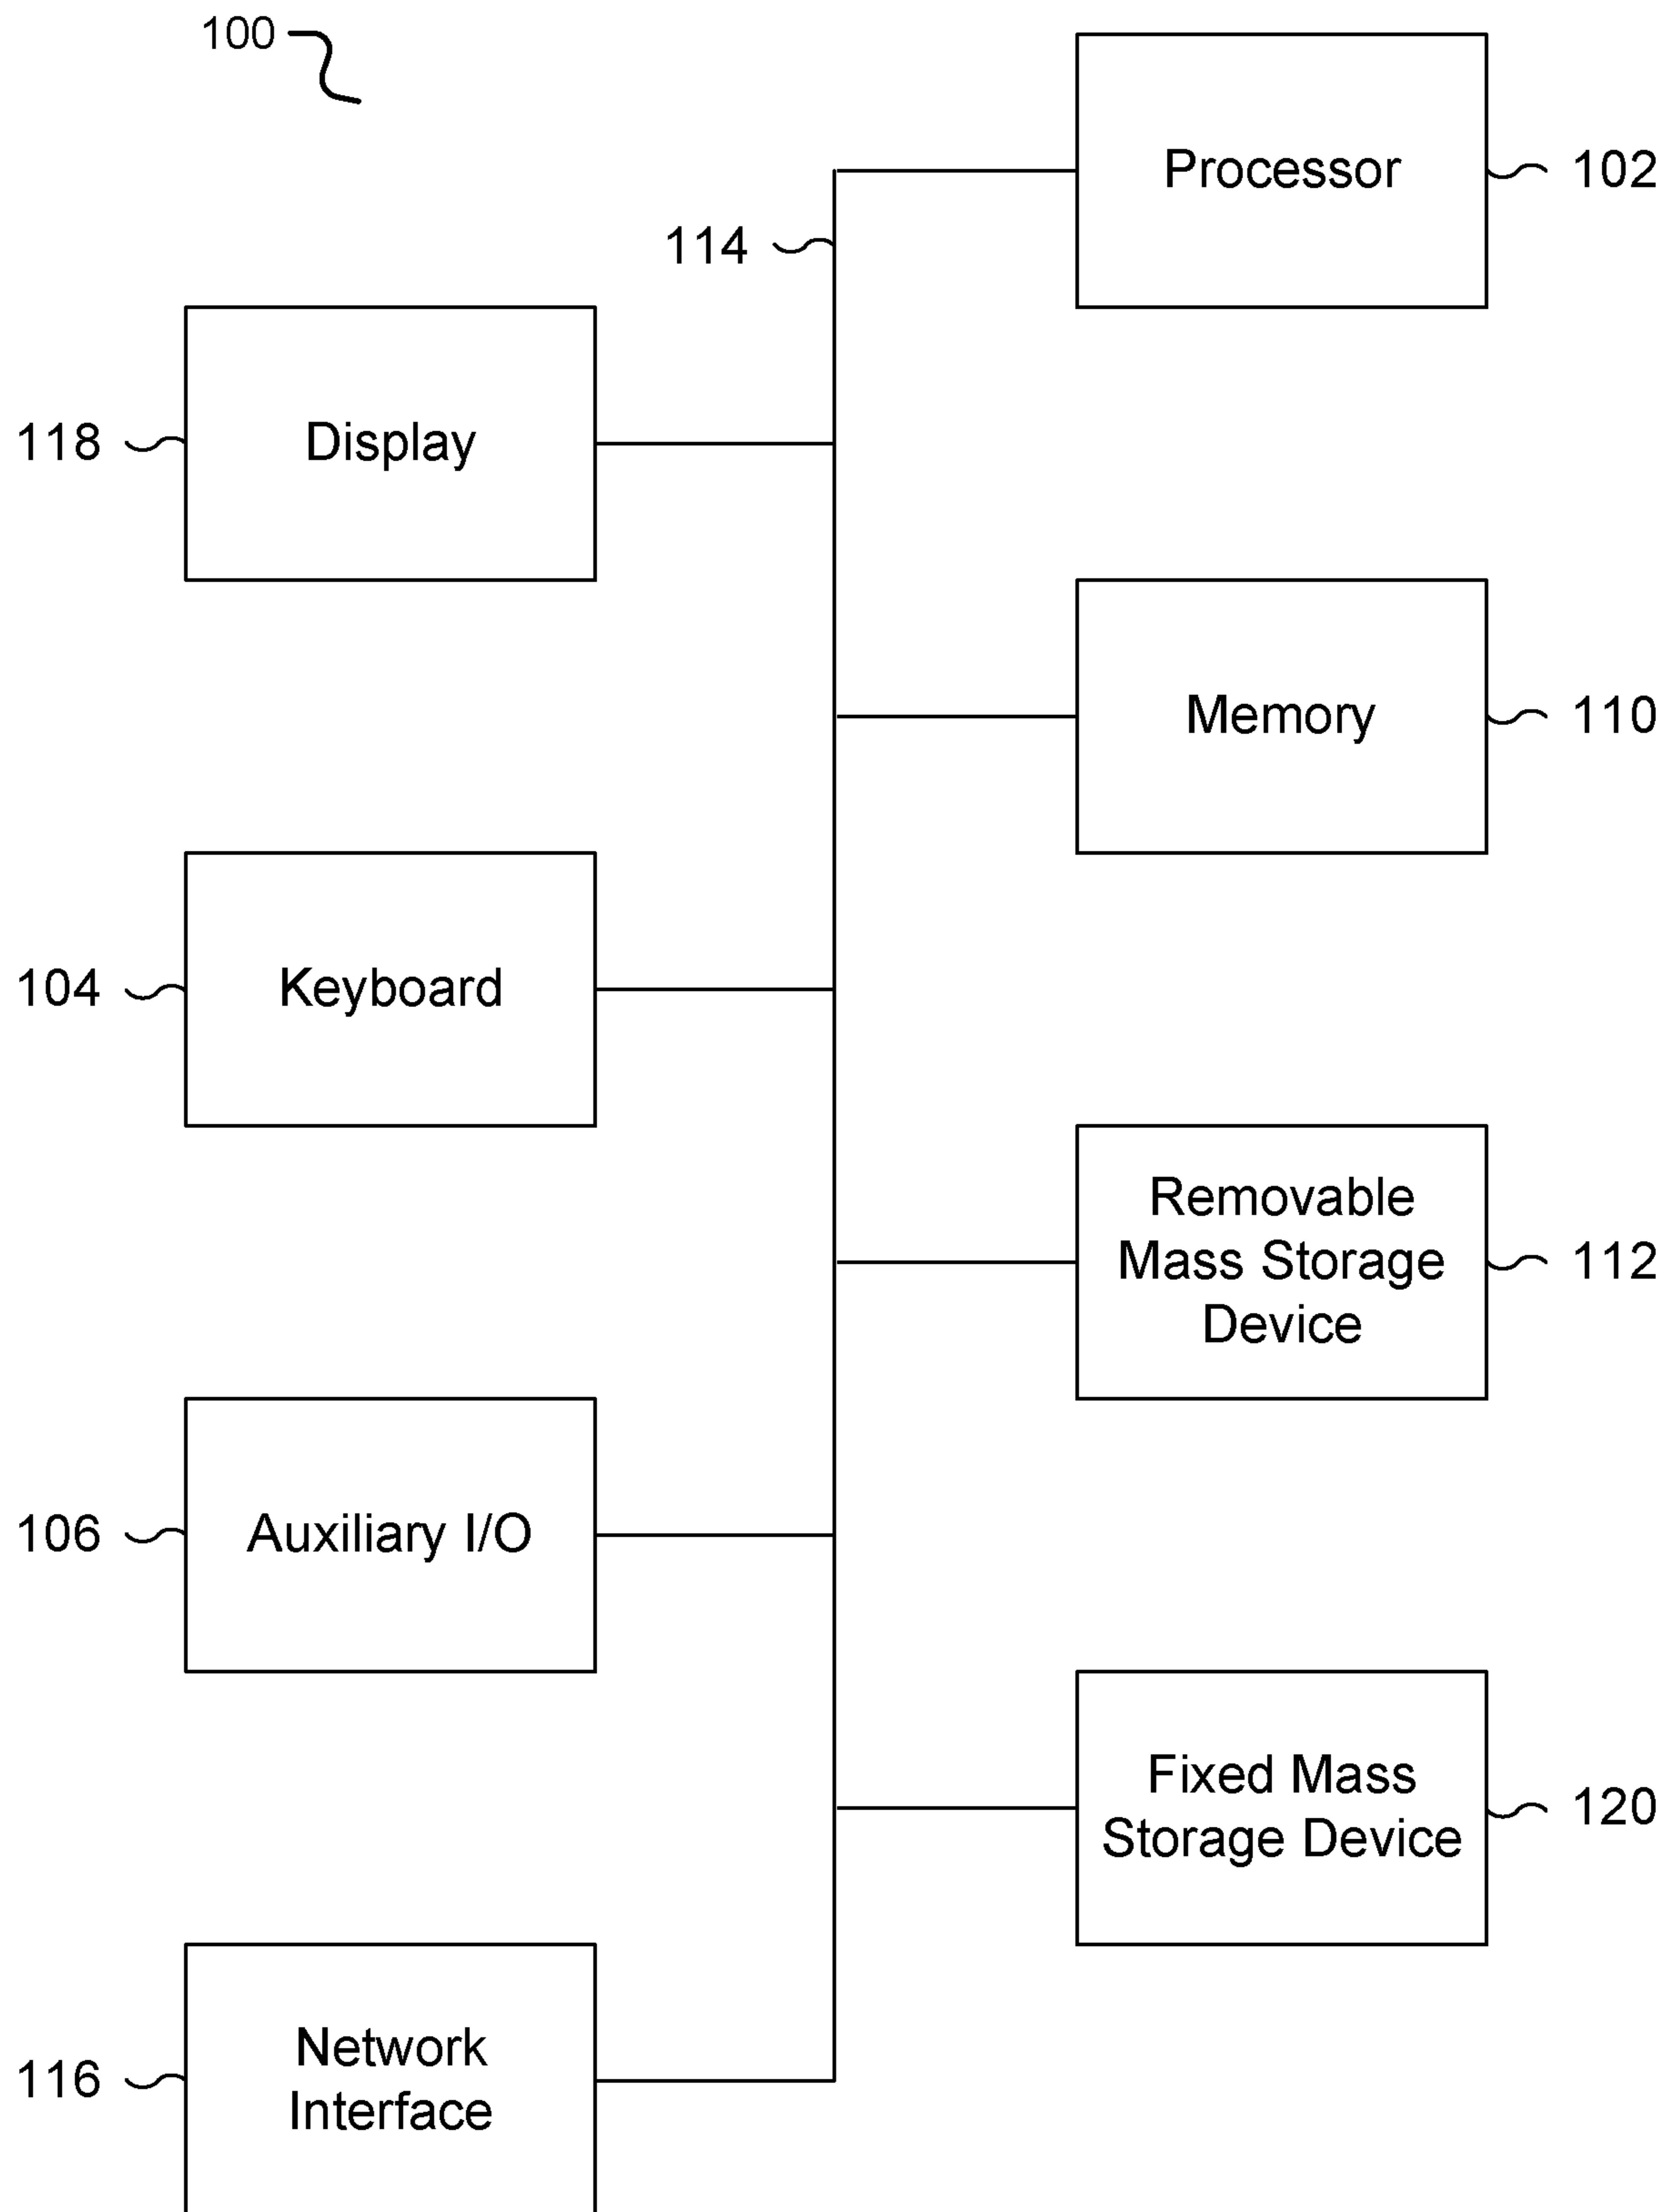 100
Processor
102
114
118
Display
Memory
110
104
Keyboard
Removable
Mass Storage
Device
112
106
Auxiliary I/O
Fixed Mass
Storage Device
120
116
Network
Interface